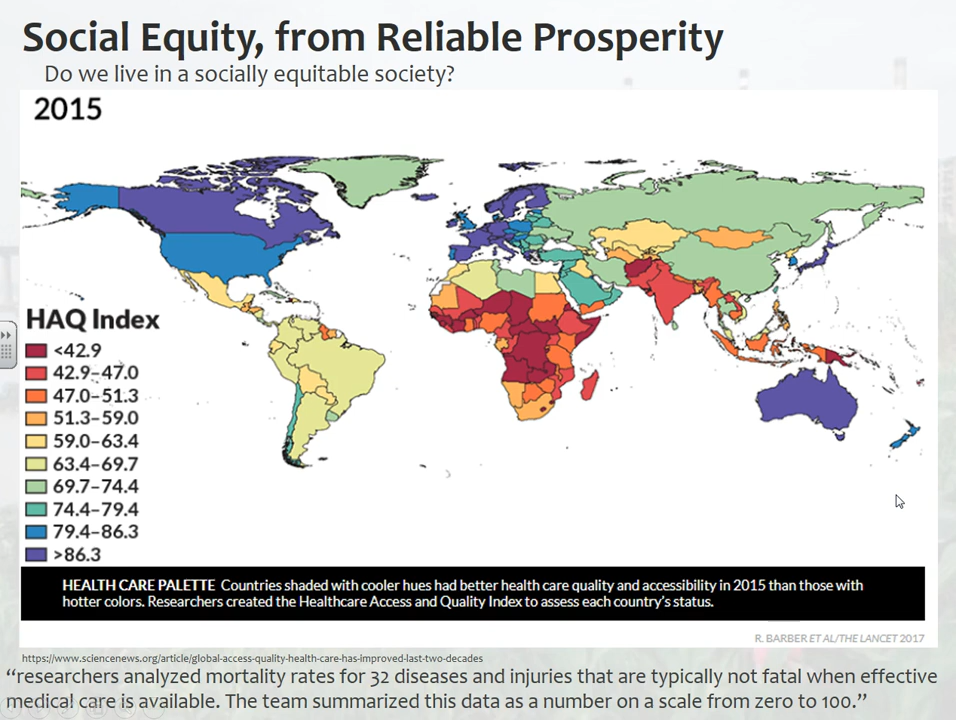 Social Equity, from Reliable Prosperity
Do we live in a socially equitable society?
2015
HAQ Index
<42.9
42.9–47.0
47.0–51.3
51.3–59.0
59.0–63.4
63.4–69.7
69.7–74.4
74.4–79.4
79.4–86.3
>86.3
HEALTH CARE PALETTE Countries shaded with cooler hues had better health care quality and accessibility in 2015 than those with
hotter colors. Researchers created the Healthcare Access and Quality Index to assess each country's status.
R. BARBER ET AL/THE LANCET 2017
https://www.sciencenews.org/article/global-access-quality-health-care-has-improved-last-two-decades
“researchers analyzed mortality rates for 32 diseases and injuries that are typically not fatal when effective
medical care is available. The team summarized this data as a number on a scale from zero to 100.”